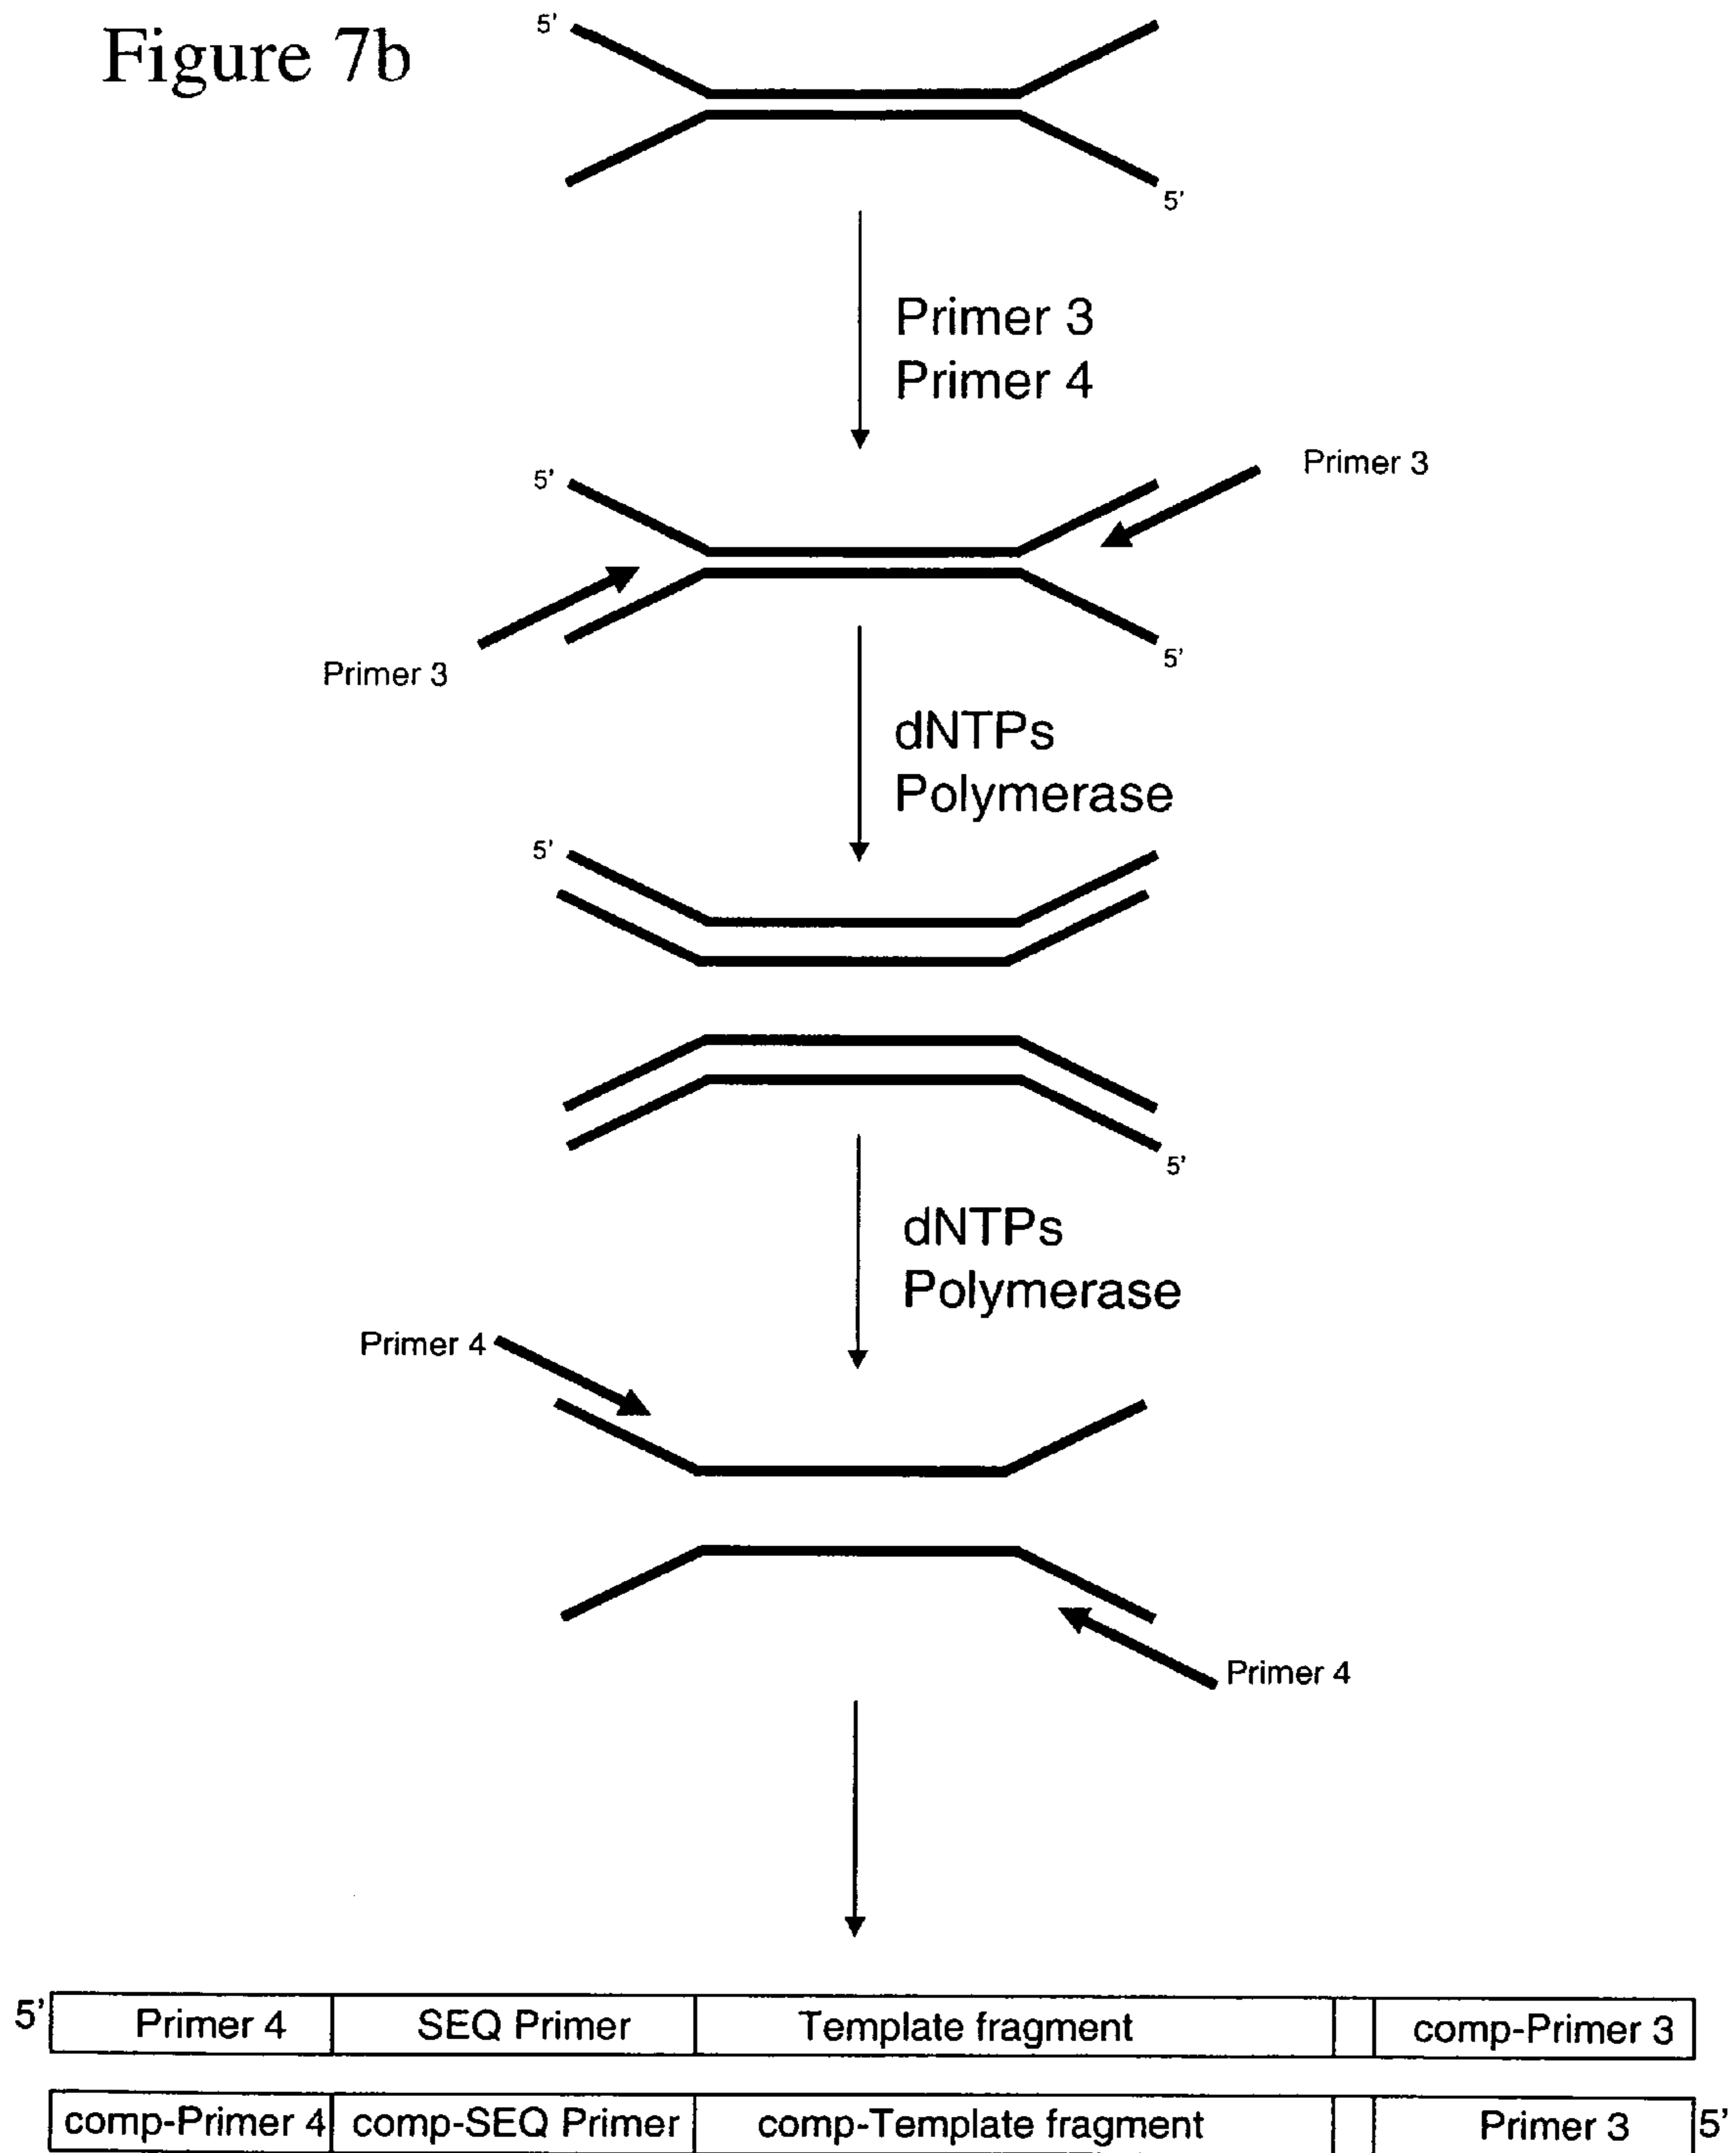 Figure 7b
5'
5'
Primer 3
Primer 4
5'
Primer 3
Primer 3
5'
dNTPs
Polymerase
5'
5'
dNTPs
Polymerase
Primer 4
Primer 4
5' Primer 4 SEQ Primer Template fragment comp-Primer 3
comp-Primer 4 comp-SEQ Primer comp-Template fragment Primer 3 5'